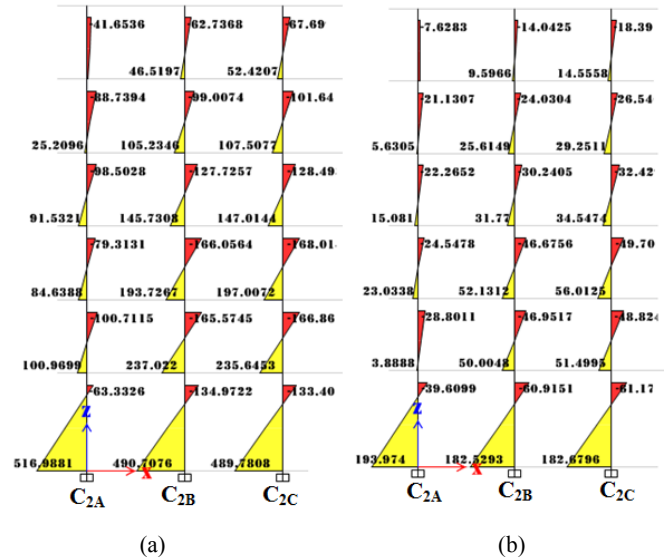 -41.6536 -62.7368 -67.69
46.5197 52.4207
-88.7394 -99.0074 -101.64
25.2096 105.2346 107.5077
-98.5028 -127.7257 -128.49
91.5321 145.7308 147.0144
-79.3131 -166.0564 -168.01
84.6388 193.7267 197.0072
-100.7115 -165.5745 -166.86
100.9699 237.022 235.6453
-63.3326 -134.9722 -133.40
Z
516.9881 490.7076 489.7808
X
C2A C2B C2C
(a)
-7.6283 -14.0425 -18.39
9.5966 14.5558
-21.1307 -24.0304 -26.54
5.6305 25.6149 29.2511
-22.2652 -30.2405 -32.42
15.081 31.77 34.5474
-24.5478 -46.6756 -49.70
23.0338 52.1312 56.0125
-28.8011 -46.9517 -48.824
3.8888 50.0048 51.4995
-39.6099 -60.9151 -61.17
Z
193.974 182.5293 182.6796
X
C2A C2B C2C
(b)